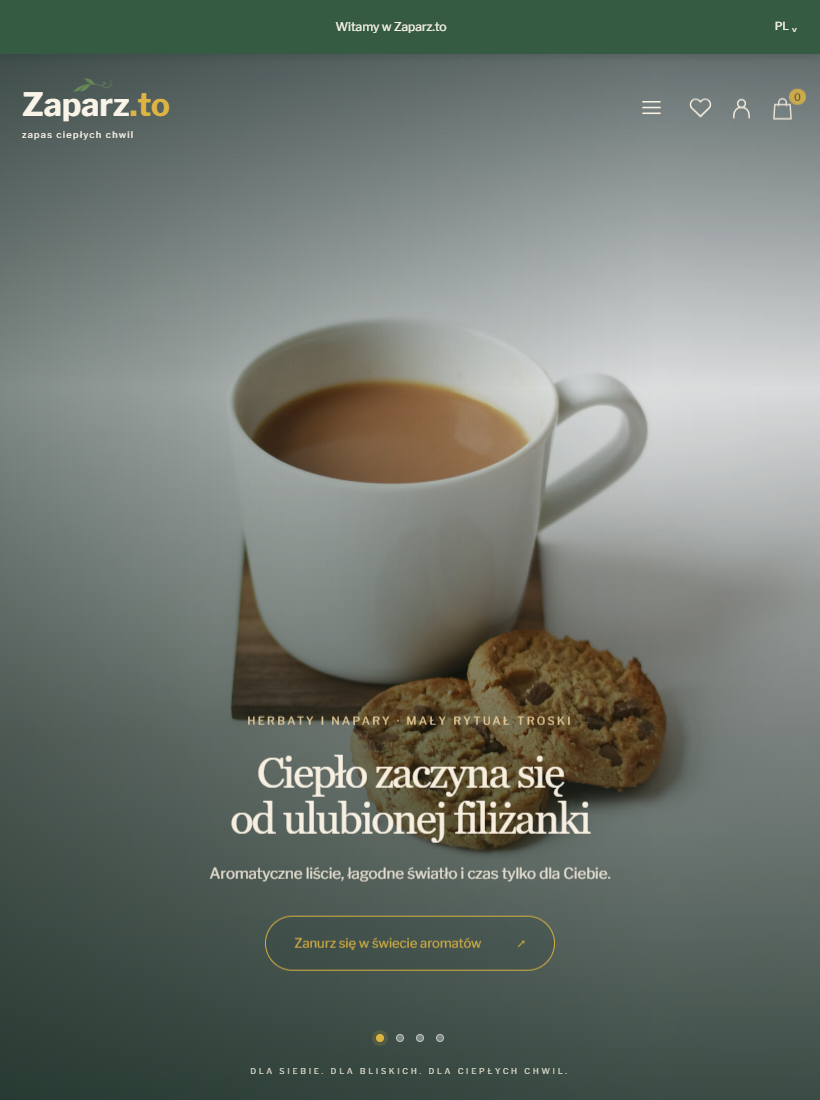 Witamy w Zaparz.to
PL
Zaparz.to
zapas ciepłych chwil
0
HERBATY I NAPARY · MAŁY RYTUAŁ TROSKI
Ciepło zaczyna się
od ulubionej filiżanki
Aromatyczne liście, łagodne światło i czas tylko dla Ciebie.
Zanurz się w świecie aromatów ↗
DLA SIEBIE. DLA BLISKICH. DLA CIEPŁYCH CHWIL.